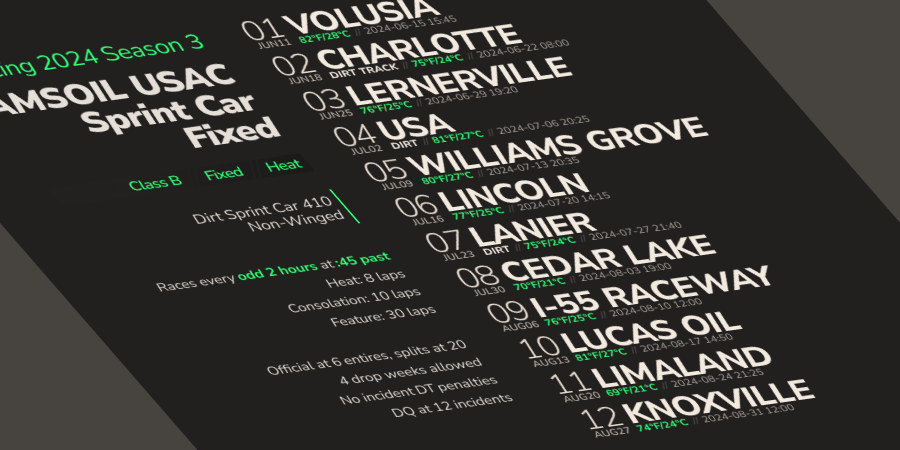 ing 2024 Season 3
AMSOIL USAC
Sprint Car
Fixed
Class B Fixed Heat
Dirt Sprint Car 410
Non-Winged
Races every odd 2 hours at :45 past
Heat: 8 laps
Consolation: 10 laps
Feature: 30 laps
Official at 6 entires, splits at 20
4 drop weeks allowed
No incident DT penalties
DQ at 12 incidents
01 VOLUSIA
JUN11 82°F/28°C // 2024-06-15 15:45
02 CHARLOTTE
JUN18 DIRT TRACK // 75°F/24°C // 2024-06-22 08:00
03 LERNERVILLE
JUN25 76°F/25°C // 2024-06-29 19:20
04 USA
JUL02 DIRT // 81°F/27°C // 2024-07-06 20:25
05 WILLIAMS GROVE
JUL09 80°F/27°C // 2024-07-13 20:35
06 LINCOLN
JUL16 77°F/25°C // 2024-07-20 14:15
07 LANIER
JUL23 DIRT // 75°F/24°C // 2024-07-27 21:40
08 CEDAR LAKE
JUL30 70°F/21°C // 2024-08-03 19:00
09 I-55 RACEWAY
AUG06 76°F/25°C // 2024-08-10 12:00
10 LUCAS OIL
AUG13 81°F/27°C // 2024-08-17 14:50
11 LIMALAND
AUG20 69°F/21°C // 2024-08-24 21:25
12 KNOXVILLE
AUG27 74°F/24°C // 2024-08-31 12:00